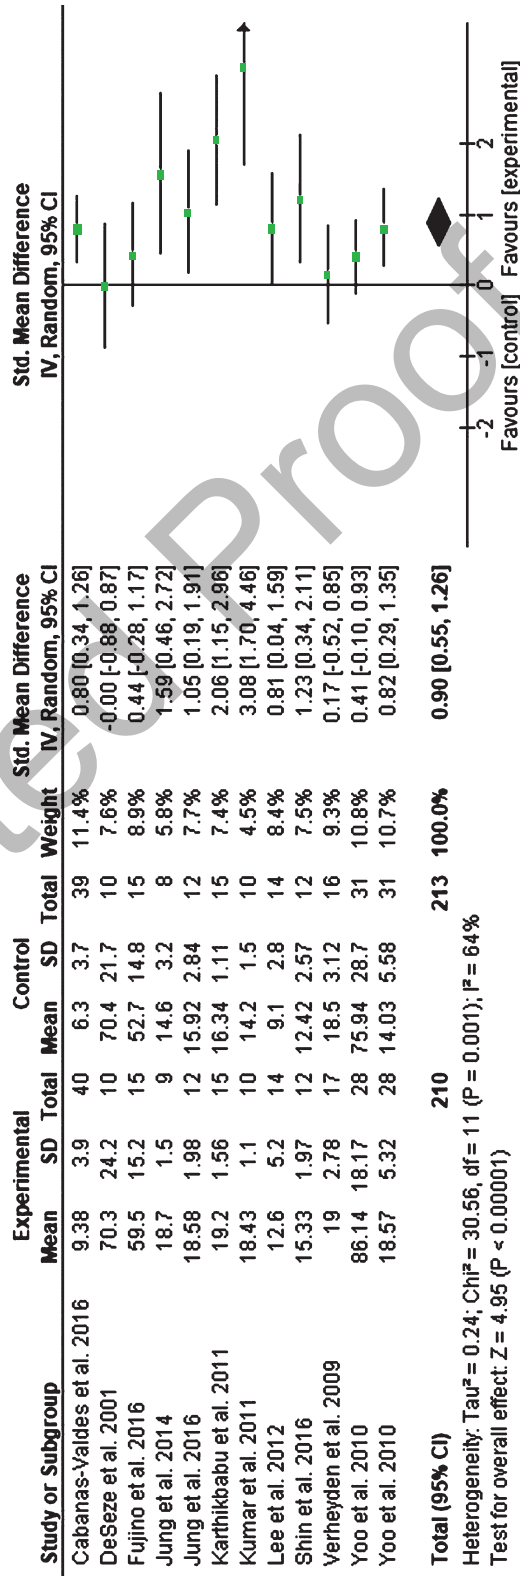 Experimental Control Std. Mean Difference Std. Mean Difference
Study or Subgroup Mean SD Total Mean SD Total Weight IV, Random, 95% CI IV, Random, 95% CI
Cabanas-Valdes et al. 2016 9.38 3.9 40 6.3 3.7 39 11.4% 0.80 [0.34, 1.26]
DeSeze et al. 2001 70.3 24.2 10 70.4 21.7 10 7.6% -0.00 [-0.88, 0.87]
Fujino et al. 2016 59.5 15.2 15 52.7 14.8 15 8.9% 0.44 [-0.28, 1.17]
Jung et al. 2014 18.7 1.5 9 14.6 3.2 8 5.8% 1.59 [0.46, 2.72]
Jung et al. 2016 18.58 1.98 12 15.92 2.84 12 7.7% 1.05 [0.19, 1.91]
Karthikbabu et al. 2011 19.2 1.56 15 16.34 1.11 15 7.4% 2.06 [1.15, 2.96]
Kumar et al. 2011 18.43 1.1 10 14.2 1.5 10 4.5% 3.08 [1.70, 4.46]
Lee et al. 2012 12.6 5.2 14 9.1 2.8 14 8.4% 0.81 [0.04, 1.59]
Shin et al. 2016 15.33 1.97 12 12.42 2.57 12 7.5% 1.23 [0.34, 2.11]
Verheyden et al. 2009 19 2.78 17 18.5 3.12 16 9.3% 0.17 [-0.52, 0.85]
Yoo et al. 2010 86.14 18.17 28 75.94 28.7 31 10.8% 0.41 [-0.10, 0.93]
Yoo et al. 2010 18.57 5.32 28 14.03 5.58 31 10.7% 0.82 [0.29, 1.35]
Total (95% CI) 210 213 100.0% 0.90 [0.55, 1.26]
Heterogeneity: Tau² = 0.24; Chi² = 30.56, df = 11 (P = 0.001); I² = 64%
Test for overall effect: Z = 4.95 (P < 0.00001)
-2 -1 0 1 2
Favours [control] Favours [experimental]
ted Proof